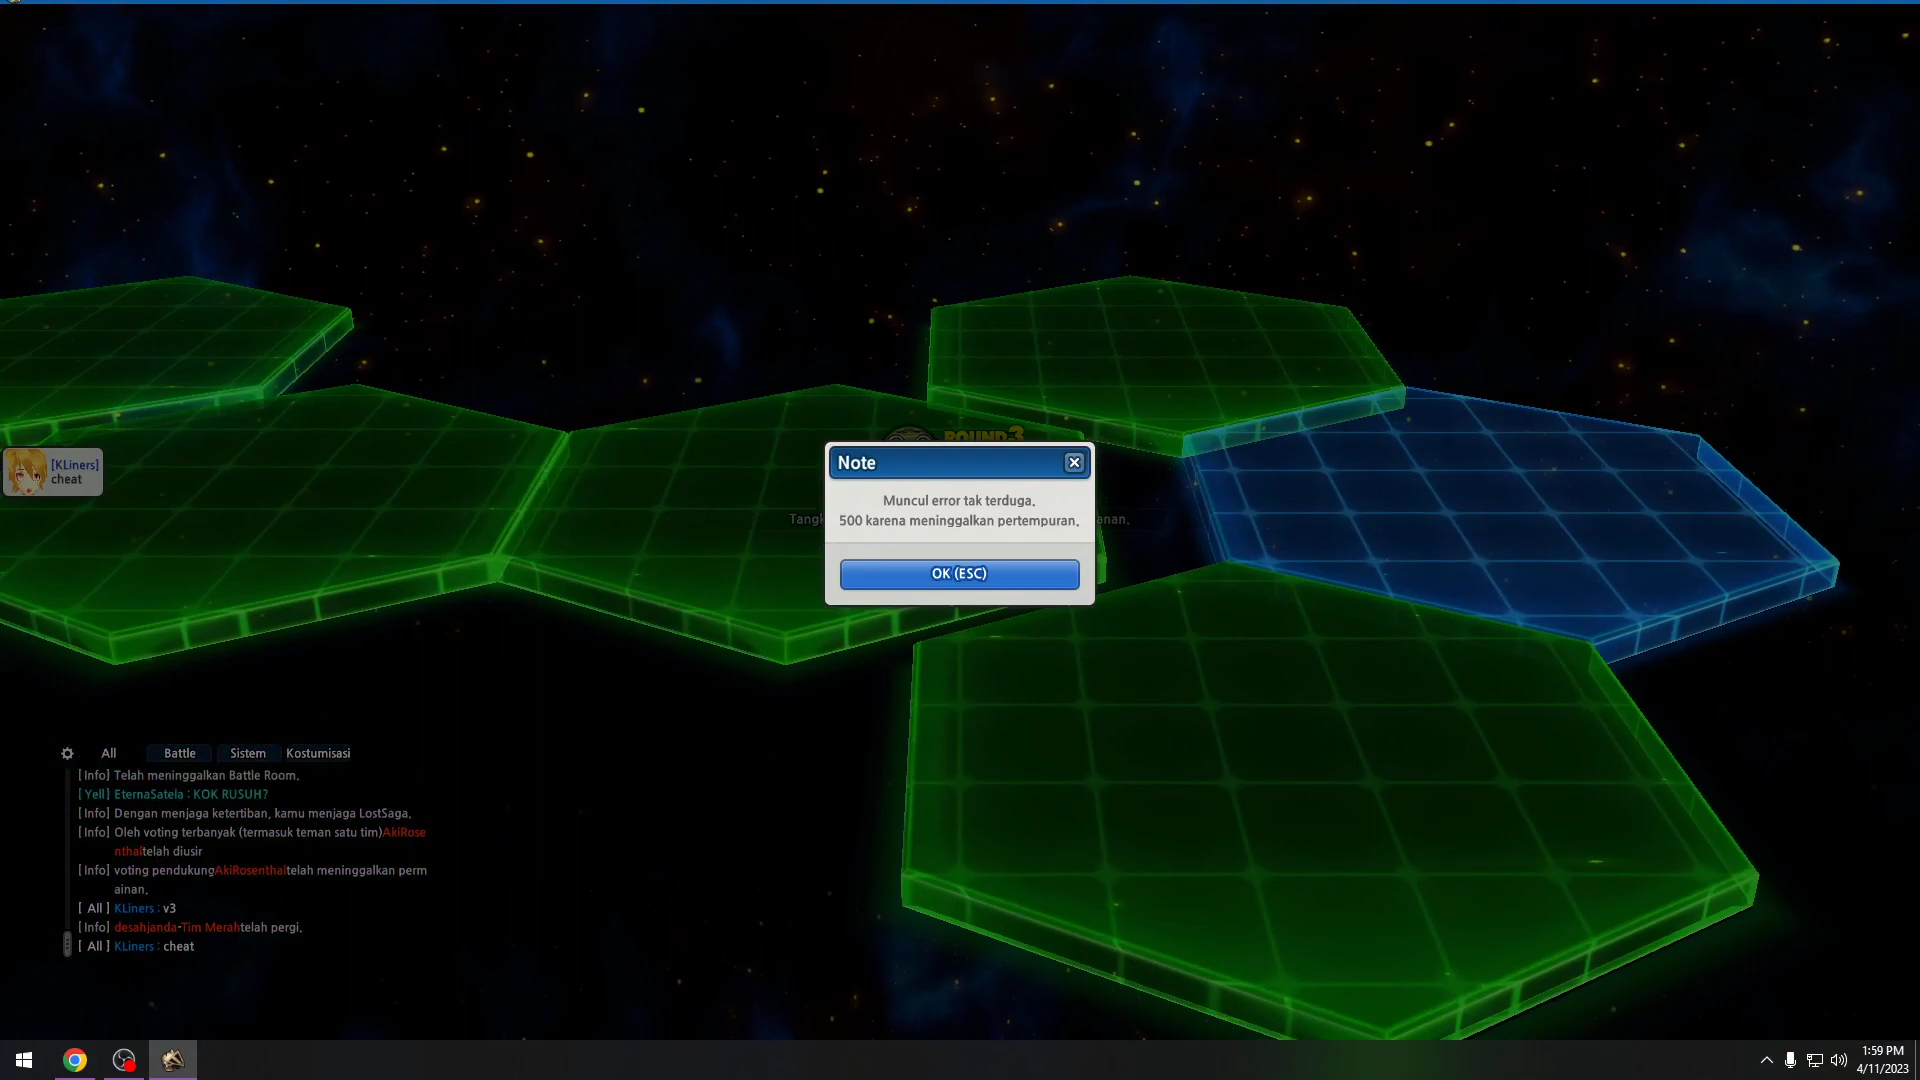 [KLiners]
cheat
ROUND-3
Note
Muncul error tak terduga.
500 karena meninggalkan pertempuran.
OK (ESC)
All Battle Sistem Kostumisasi
[Info] Telah meninggalkan Battle Room.
[Yell] EternaSatela : KOK RUSUH?
[Info] Dengan menjaga ketertiban, kamu menjaga LostSaga.
[Info] Oleh voting terbanyak (termasuk teman satu tim)AkiRose
nthaltelah diusir
[Info] voting pendukungAkiRosenthaltelah meninggalkan perm
ainan.
[ All ] KLiners : v3
[Info] desahjanda-Tim Merahtelah pergi.
[ All ] KLiners : cheat
1:59 PM
4/11/2023